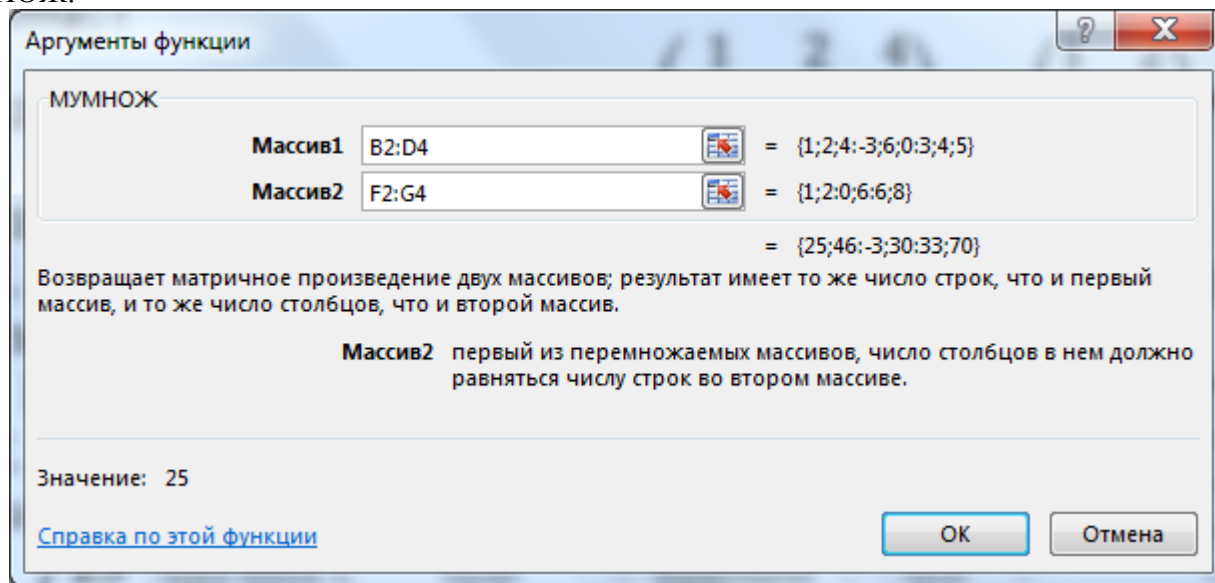 Аргументы функции
МУМНОЖ
Массив1 B2:D4 = {1;2;4:-3;6;0:3;4;5}
Массив2 F2:G4 = {1;2:0;6:6;8}
= {25;46:-3;30:33;70}
Возвращает матричное произведение двух массивов; результат имеет то же число строк, что и первый
массив, и то же число столбцов, что и второй массив.
Массив2 первый из перемножаемых массивов, число столбцов в нем должно
равняться числу строк во втором массиве.
Значение: 25
Справка по этой функции
ОК Отмена